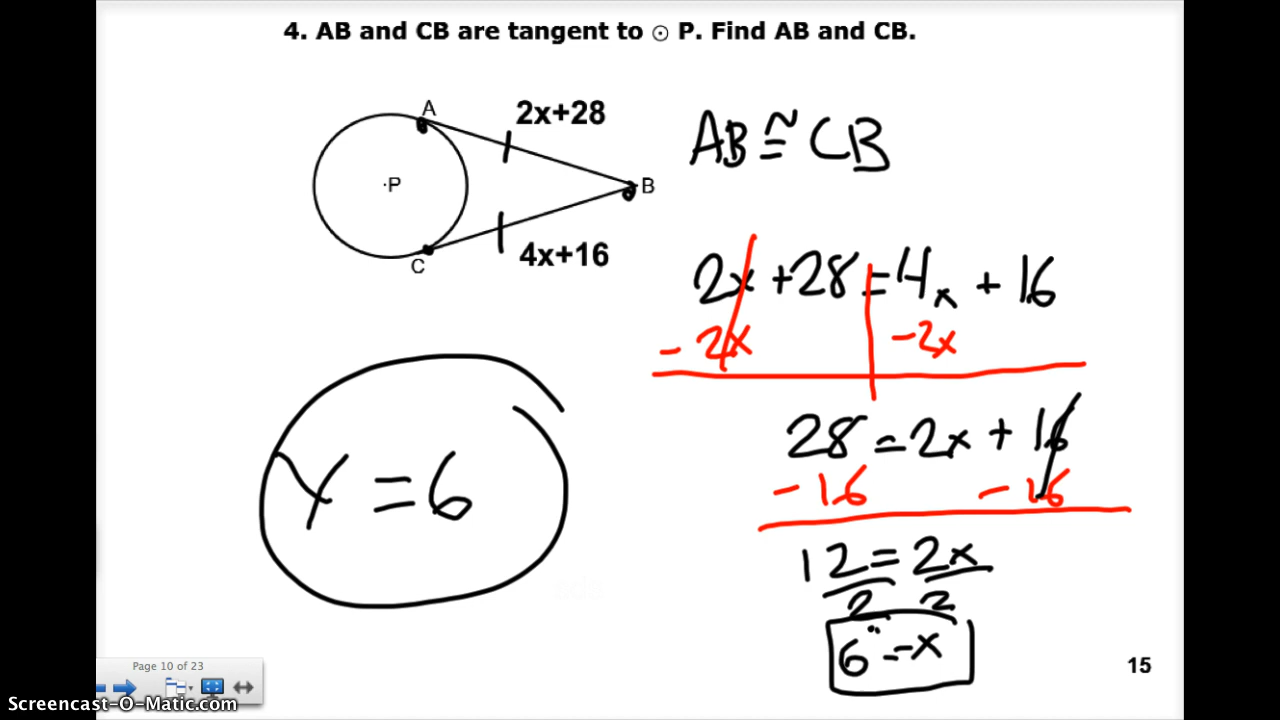 4. AB and CB are tangent to ⊙ P. Find AB and CB.
A
2x+28
·P
B
4x+16
C
AB ≅ CB
2x +28 = 4x + 16
- 2x -2x
28 = 2x + 16
- 16 - 16
12 = 2x
2 2
6 = x
x = 6
Page 10 of 23
15
Screencast-O-Matic.com